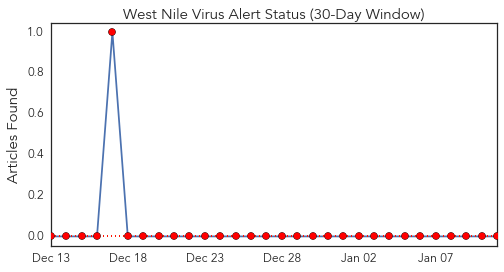 West Nile Virus Alert Status (30-Day Window)
Articles Found
1.0
0.8
0.6
0.4
0.2
0.0
Dec 13 Dec 18 Dec 23 Dec 28 Jan 02 Jan 07